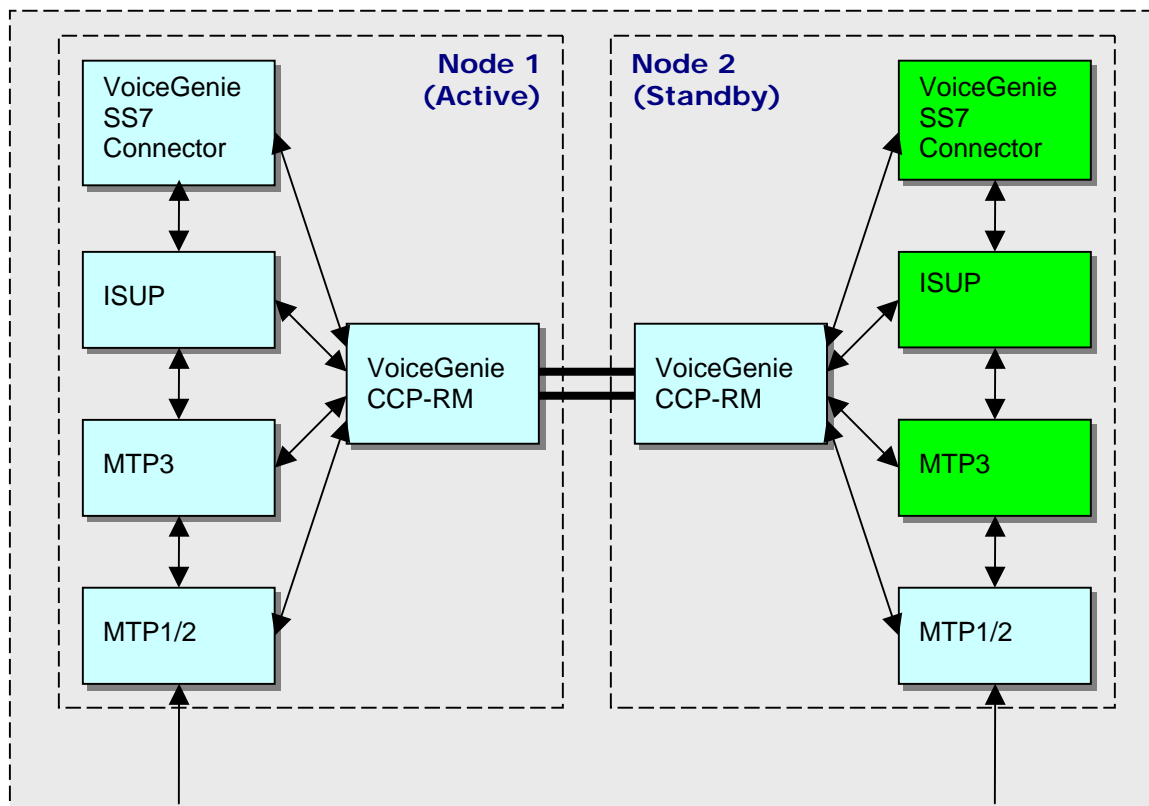 Node 1
(Active)
VoiceGenie
SS7
Connector
ISUP
MTP3
MTP1/2
VoiceGenie
CCP-RM
Node 2
(Standby)
VoiceGenie
SS7
Connector
ISUP
MTP3
MTP1/2
VoiceGenie
CCP-RM